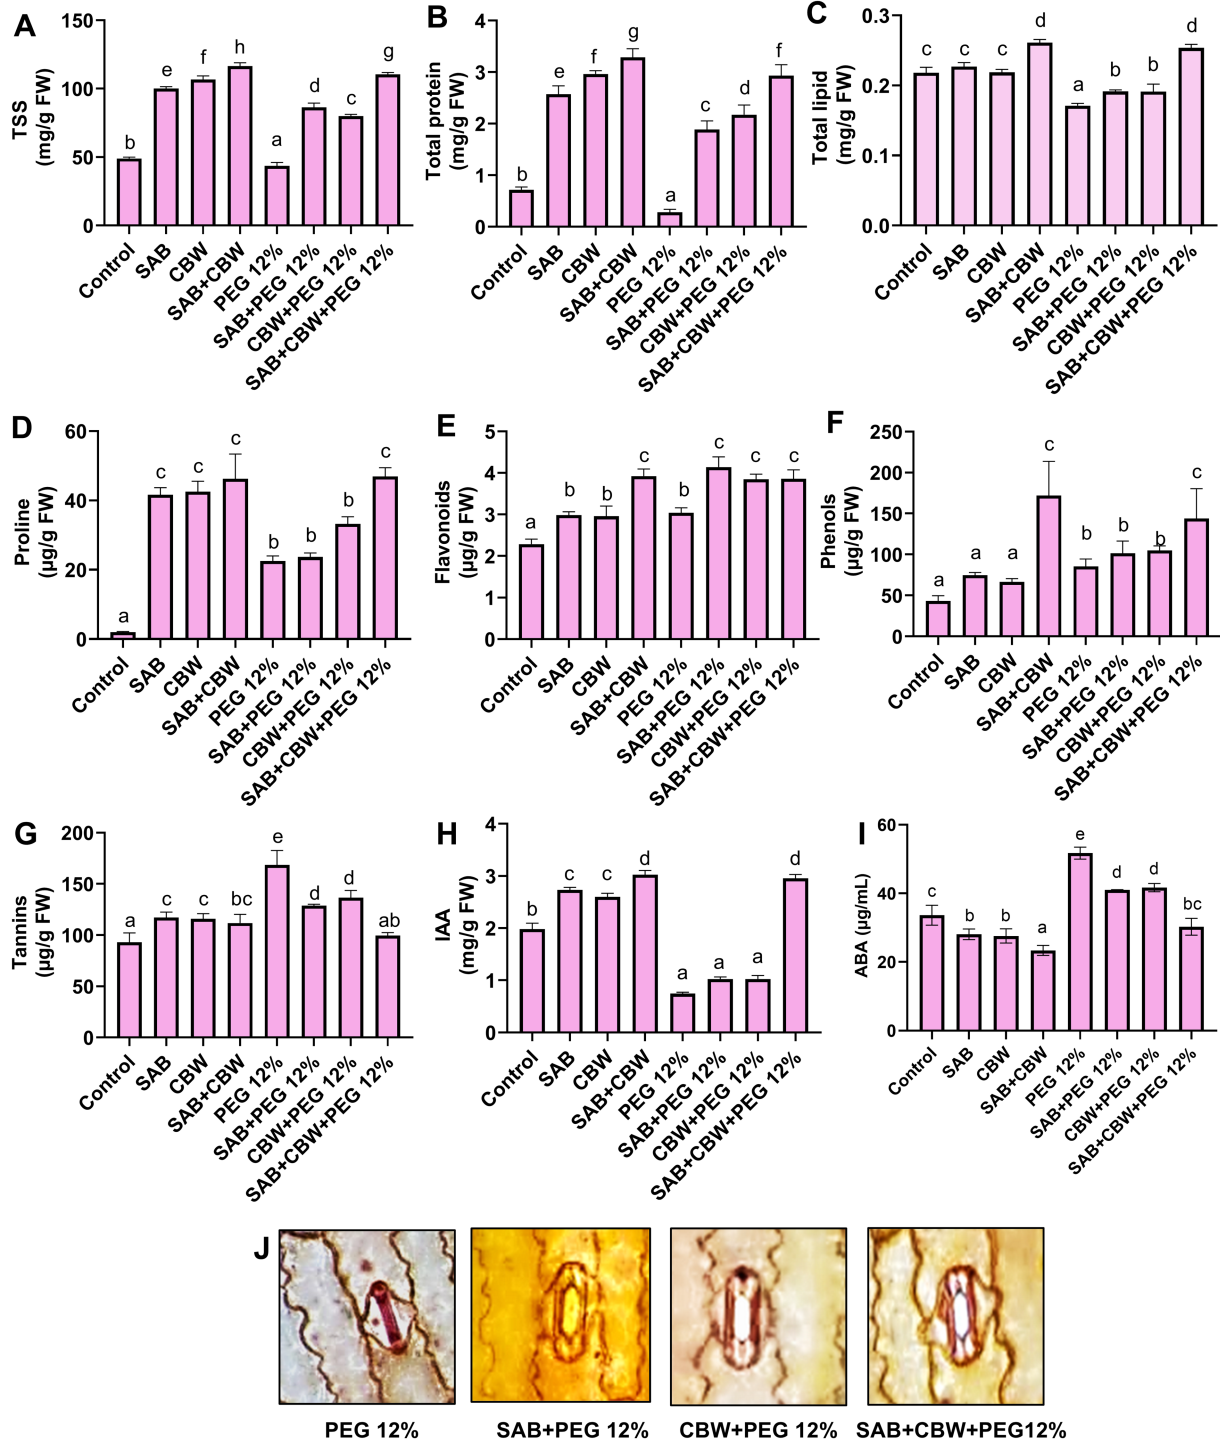 A
TSS
(mg/g FW)
150
100
50
0
b
e
f
h
a
d
c
g
Control
SAB
CBW
SAB+CBW
PEG 12%
SAB+PEG 12%
CBW+PEG 12%
SAB+CBW+PEG 12%
B
Total protein
(mg/g FW)
4
3
2
1
0
b
e
f
g
a
c
d
f
Control
SAB
CBW
SAB+CBW
PEG 12%
SAB+PEG 12%
CBW+PEG 12%
SAB+CBW+PEG 12%
C
Total lipid
(mg/g FW)
0.3
0.2
0.1
0.0
c
c
c
d
a
b
b
d
Control
SAB
CBW
SAB+CBW
PEG 12%
SAB+PEG 12%
CBW+PEG 12%
SAB+CBW+PEG 12%
D
Proline
(µg/g FW)
60
40
20
0
a
c
c
c
b
b
b
c
Control
SAB
CBW
SAB+CBW
PEG 12%
SAB+PEG 12%
CBW+PEG 12%
SAB+CBW+PEG 12%
E
Flavonoids
(µg/g FW)
5
4
3
2
1
0
a
b
b
c
b
c
c
c
Control
SAB
CBW
SAB+CBW
PEG 12%
SAB+PEG 12%
CBW+PEG 12%
SAB+CBW+PEG 12%
F
Phenols
(µg/g FW)
250
200
150
100
50
0
a
a
a
c
b
b
b
c
Control
SAB
CBW
SAB+CBW
PEG 12%
SAB+PEG 12%
CBW+PEG 12%
SAB+CBW+PEG 12%
G
Tannins
(µg/g FW)
200
150
100
50
0
a
c
c
bc
e
d
d
ab
Control
SAB
CBW
SAB+CBW
PEG 12%
SAB+PEG 12%
CBW+PEG 12%
SAB+CBW+PEG 12%
H
IAA
(mg/g FW)
4
3
2
1
0
b
c
c
d
a
a
a
d
Control
SAB
CBW
SAB+CBW
PEG 12%
SAB+PEG 12%
CBW+PEG 12%
SAB+CBW+PEG 12%
I
ABA (µg/mL)
60
40
20
0
c
b
b
a
e
d
d
bc
Control
SAB
CBW
SAB+CBW
PEG 12%
SAB+PEG 12%
CBW+PEG 12%
SAB+CBW+PEG 12%
J
PEG 12%
SAB+PEG 12%
CBW+PEG 12%
SAB+CBW+PEG12%